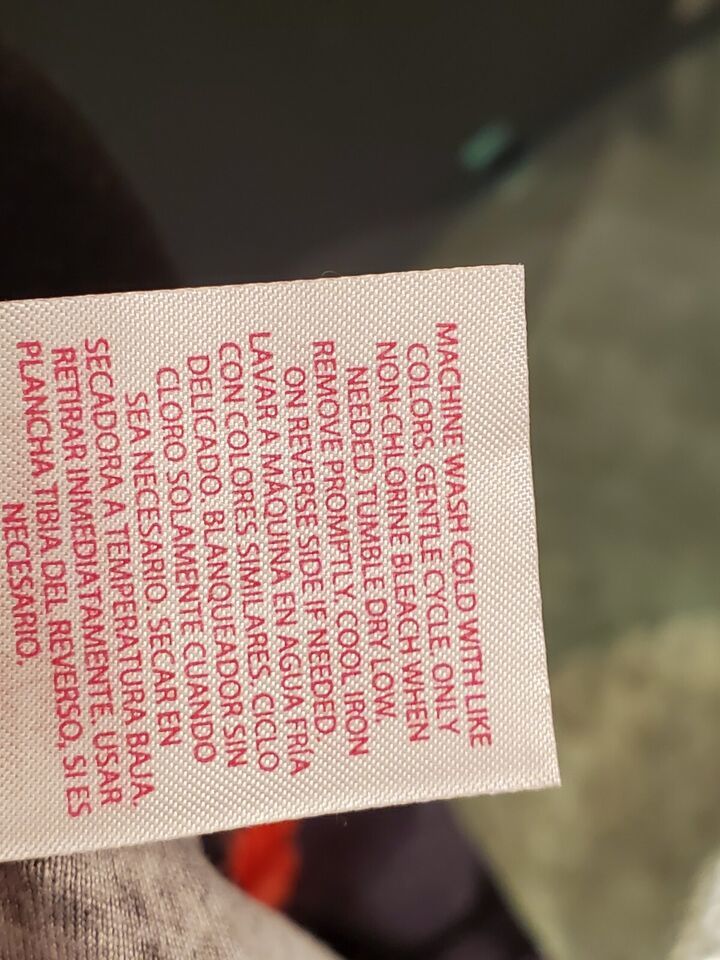 MACHINE WASH COLD WITH LIKE
COLORS. GENTLE CYCLE. ONLY
NON-CHLORINE BLEACH WHEN
NEEDED. TUMBLE DRY LOW.
REMOVE PROMPTLY. COOL IRON
ON REVERSE SIDE IF NEEDED.
LAVAR A MÁQUINA EN AGUA FRÍA
CON COLORES SIMILARES. CICLO
DELICADO. BLANQUEADOR SIN
CLORO SOLAMENTE CUANDO
SEA NECESARIO. SECAR EN
SECADORA A TEMPERATURA BAJA.
RETIRAR INMEDIATAMENTE. USAR
PLANCHA TIBIA DEL REVERSO, SI ES
NECESARIO.